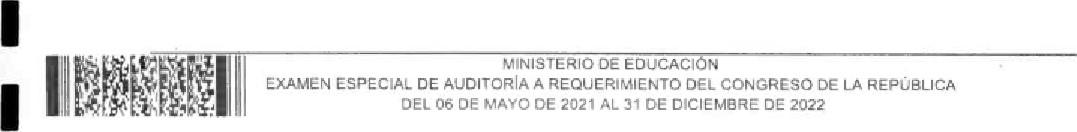 MINISTERIO DE EDUCACIÓN
EXAMEN ESPECIAL DE AUDITORÍA A REQUERIMIENTO DEL CONGRESO DE LA REPÚBLICA
DEL 06 DE MAYO DE 2021 AL 31 DE DICIEMBRE DE 2022